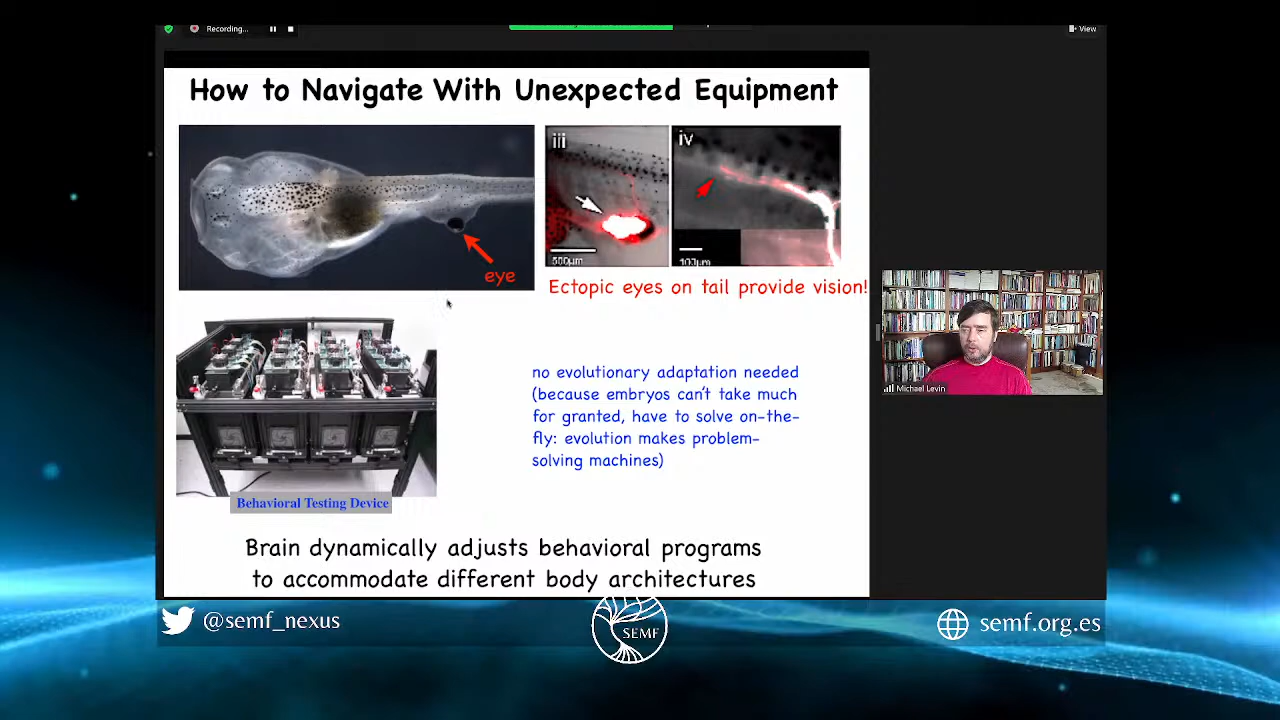 Recording...
View
How to Navigate With Unexpected Equipment
iii
iv
eye
500µm
100µm
Ectopic eyes on tail provide vision!
no evolutionary adaptation needed
(because embryos can't take much
for granted, have to solve on-the-
fly: evolution makes problem-
solving machines)
Behavioral Testing Device
Brain dynamically adjusts behavioral programs
to accommodate different body architectures
Michael Levin
@semf_nexus
SEMF
semf.org.es